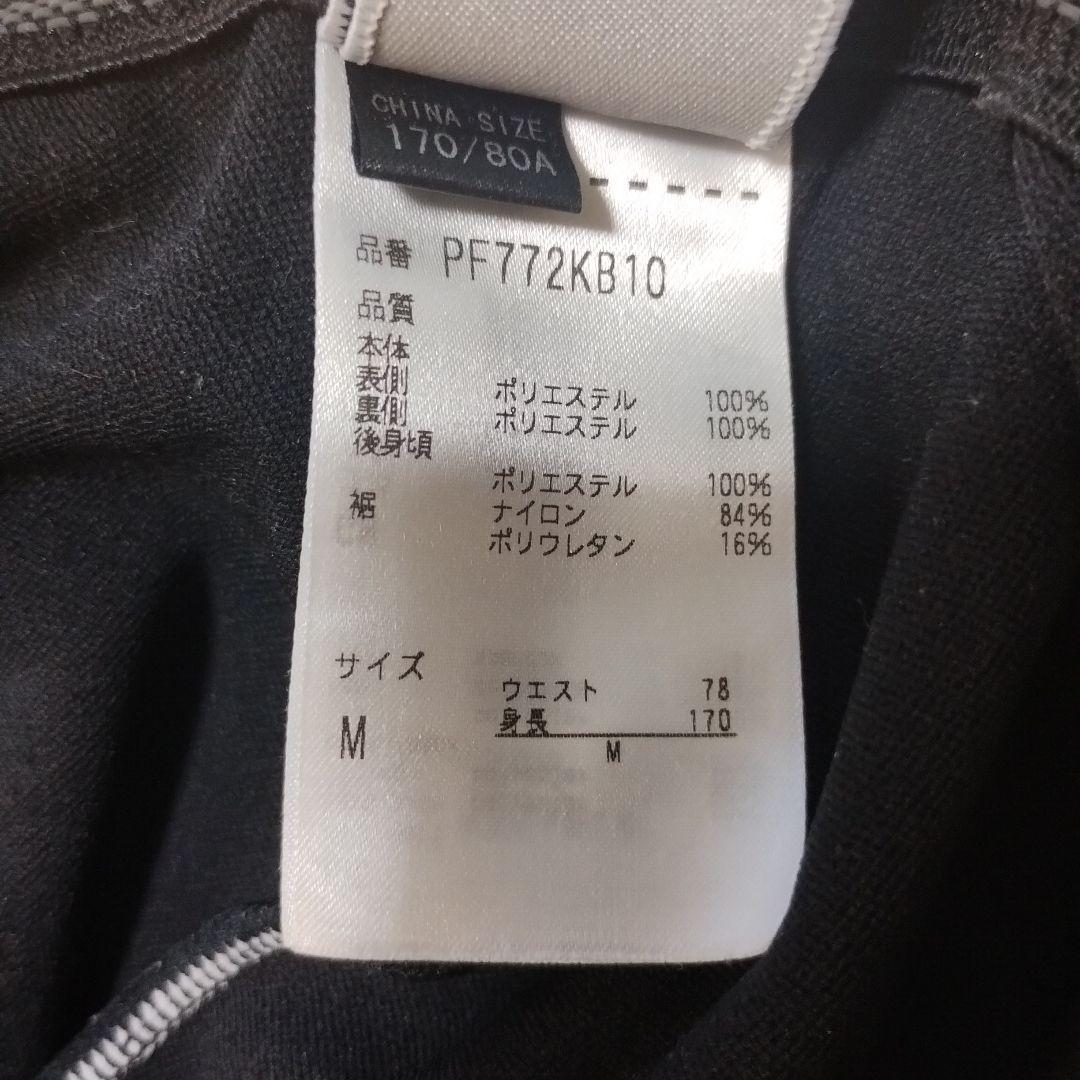 CHINA SIZE
170/80A
品番 PF772KB10
品質
本体
表側 ポリエステル 100%
裏側 ポリエステル 100%
後身頃
ポリエステル 100%
裾 ナイロン 84%
ポリウレタン 16%
サイズ
ウエスト 78
身長 170
M
M